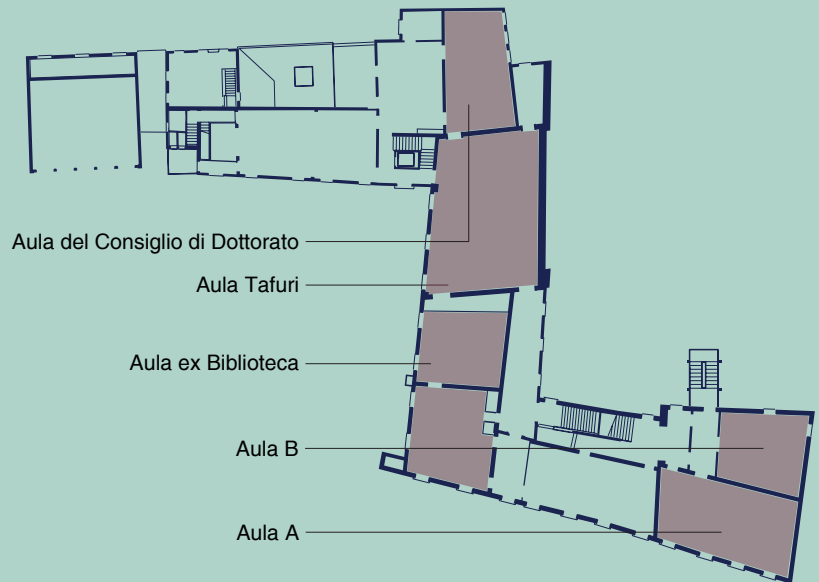 Aula del Consiglio di Dottorato
Aula Tafuri
Aula ex Biblioteca
Aula B
Aula A